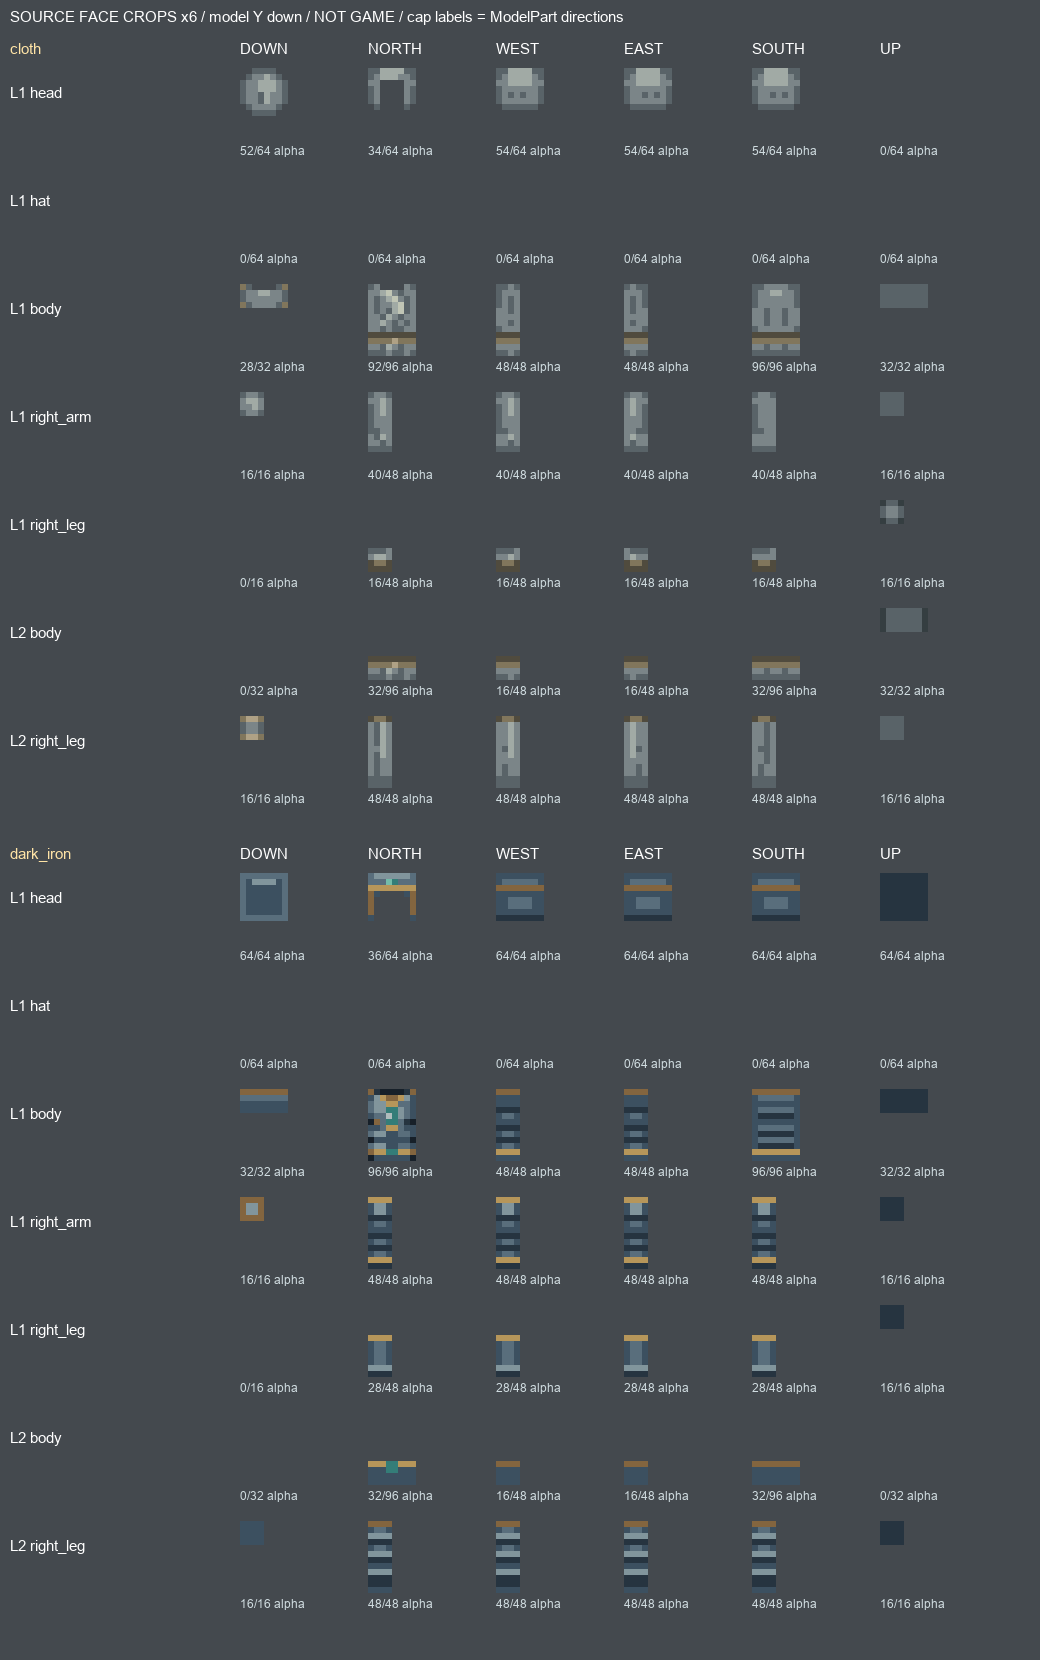 SOURCE FACE CROPS x6 / model Y down / NOT GAME / cap labels = ModelPart directions
cloth DOWN NORTH WEST EAST SOUTH UP
L1 head
52/64 alpha 34/64 alpha 54/64 alpha 54/64 alpha 54/64 alpha 0/64 alpha
L1 hat
0/64 alpha 0/64 alpha 0/64 alpha 0/64 alpha 0/64 alpha 0/64 alpha
L1 body
28/32 alpha 92/96 alpha 48/48 alpha 48/48 alpha 96/96 alpha 32/32 alpha
L1 right_arm
16/16 alpha 40/48 alpha 40/48 alpha 40/48 alpha 40/48 alpha 16/16 alpha
L1 right_leg
0/16 alpha 16/48 alpha 16/48 alpha 16/48 alpha 16/48 alpha 16/16 alpha
L2 body
0/32 alpha 32/96 alpha 16/48 alpha 16/48 alpha 32/96 alpha 32/32 alpha
L2 right_leg
16/16 alpha 48/48 alpha 48/48 alpha 48/48 alpha 48/48 alpha 16/16 alpha
dark_iron DOWN NORTH WEST EAST SOUTH UP
L1 head
64/64 alpha 36/64 alpha 64/64 alpha 64/64 alpha 64/64 alpha 64/64 alpha
L1 hat
0/64 alpha 0/64 alpha 0/64 alpha 0/64 alpha 0/64 alpha 0/64 alpha
L1 body
32/32 alpha 96/96 alpha 48/48 alpha 48/48 alpha 96/96 alpha 32/32 alpha
L1 right_arm
16/16 alpha 48/48 alpha 48/48 alpha 48/48 alpha 48/48 alpha 16/16 alpha
L1 right_leg
0/16 alpha 28/48 alpha 28/48 alpha 28/48 alpha 28/48 alpha 16/16 alpha
L2 body
0/32 alpha 32/96 alpha 16/48 alpha 16/48 alpha 32/96 alpha 0/32 alpha
L2 right_leg
16/16 alpha 48/48 alpha 48/48 alpha 48/48 alpha 48/48 alpha 16/16 alpha